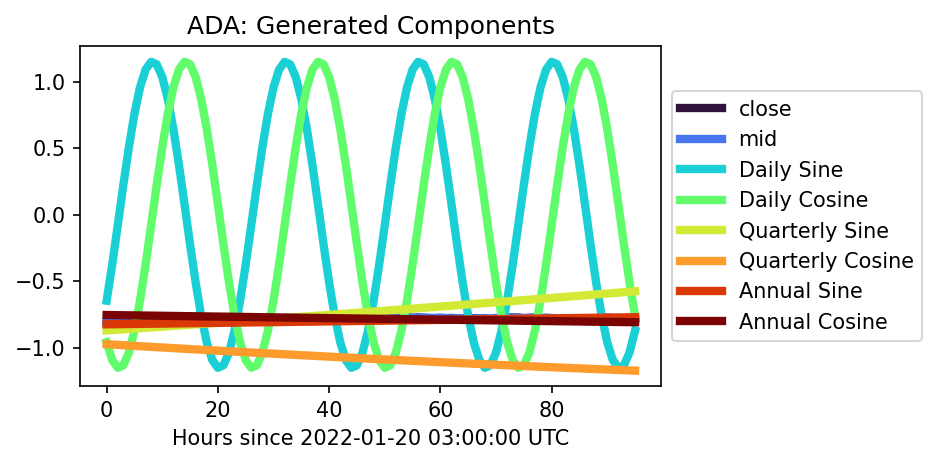 ADA: Generated Components
1.0
0.5
0.0
−0.5
−1.0
0 20 40 60 80
Hours since 2022-01-20 03:00:00 UTC
close
mid
Daily Sine
Daily Cosine
Quarterly Sine
Quarterly Cosine
Annual Sine
Annual Cosine